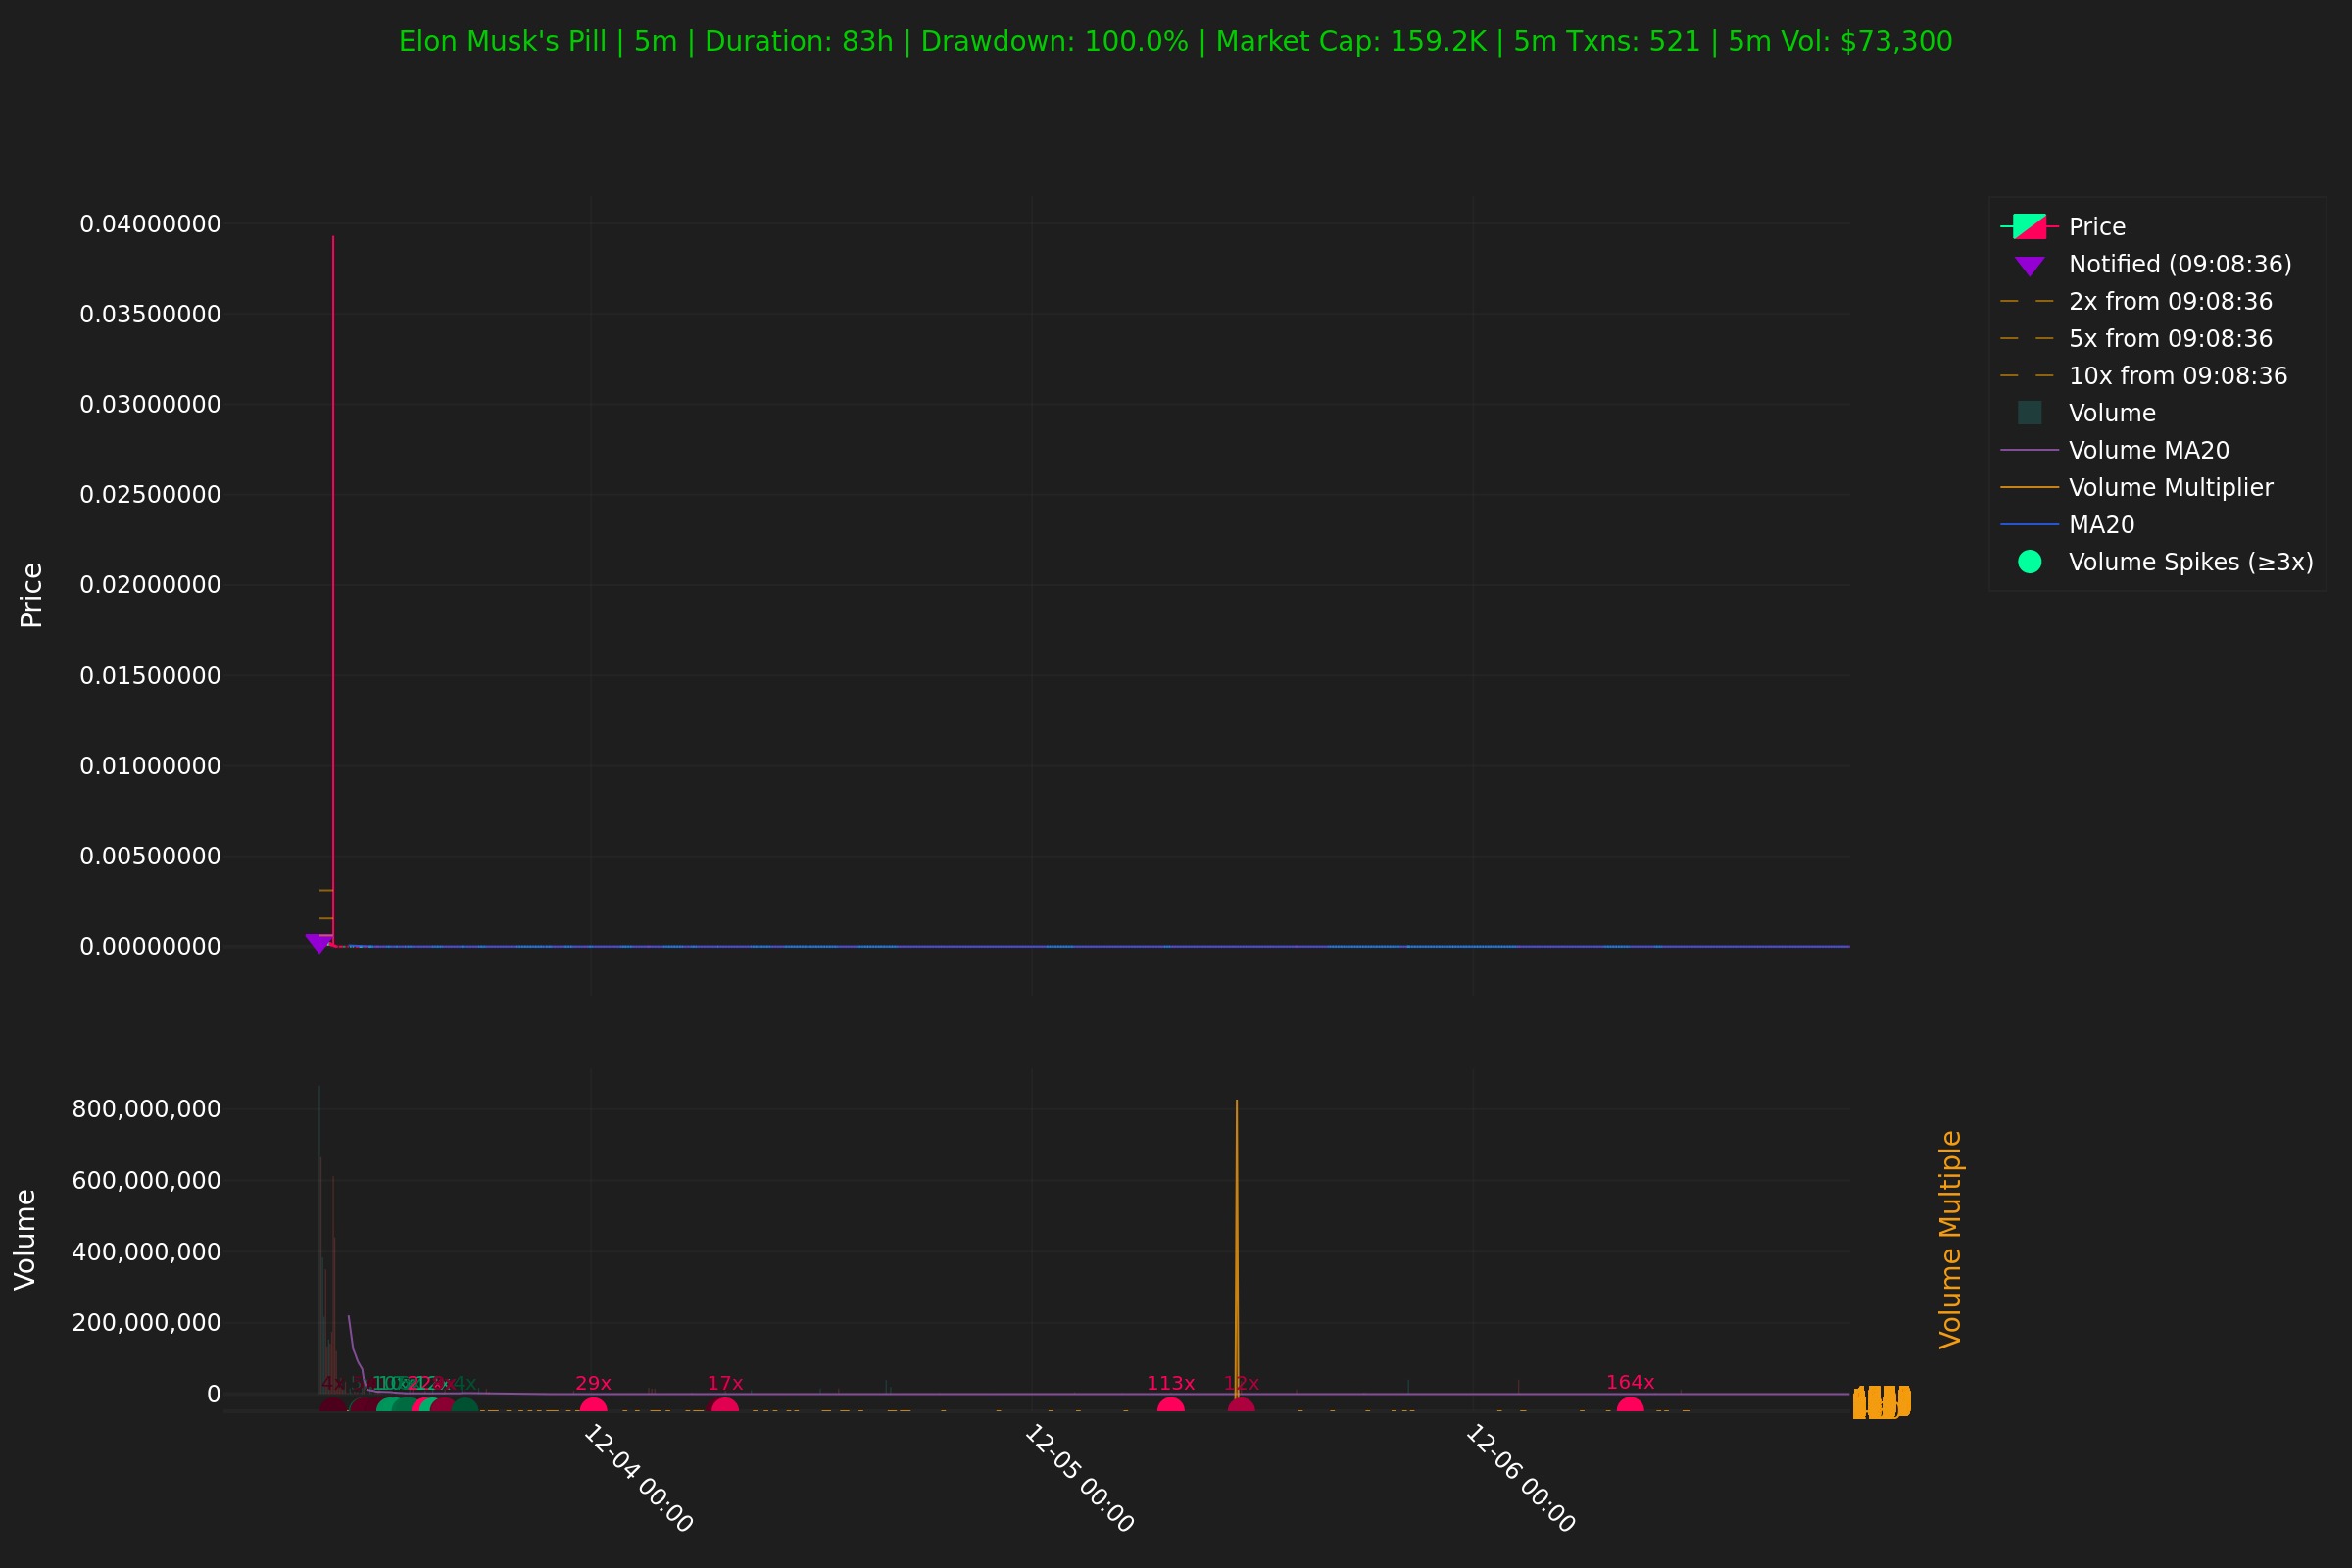 Elon Musk's Pill | 5m | Duration: 83h | Drawdown: 100.0% | Market Cap: 159.2K | 5m Txns: 521 | 5m Vol: $73,300
Price
0.04000000
0.03500000
0.03000000
0.02500000
0.02000000
0.01500000
0.01000000
0.00500000
0.00000000
Price
Notified (09:08:36)
2x from 09:08:36
5x from 09:08:36
10x from 09:08:36
Volume
Volume MA20
Volume Multiplier
MA20
Volume Spikes (≥3x)
Volume
800,000,000
600,000,000
400,000,000
200,000,000
0
4x
4x
29x
17x
113x
12x
164x
Volume Multiple
12-04 00:00
12-05 00:00
12-06 00:00